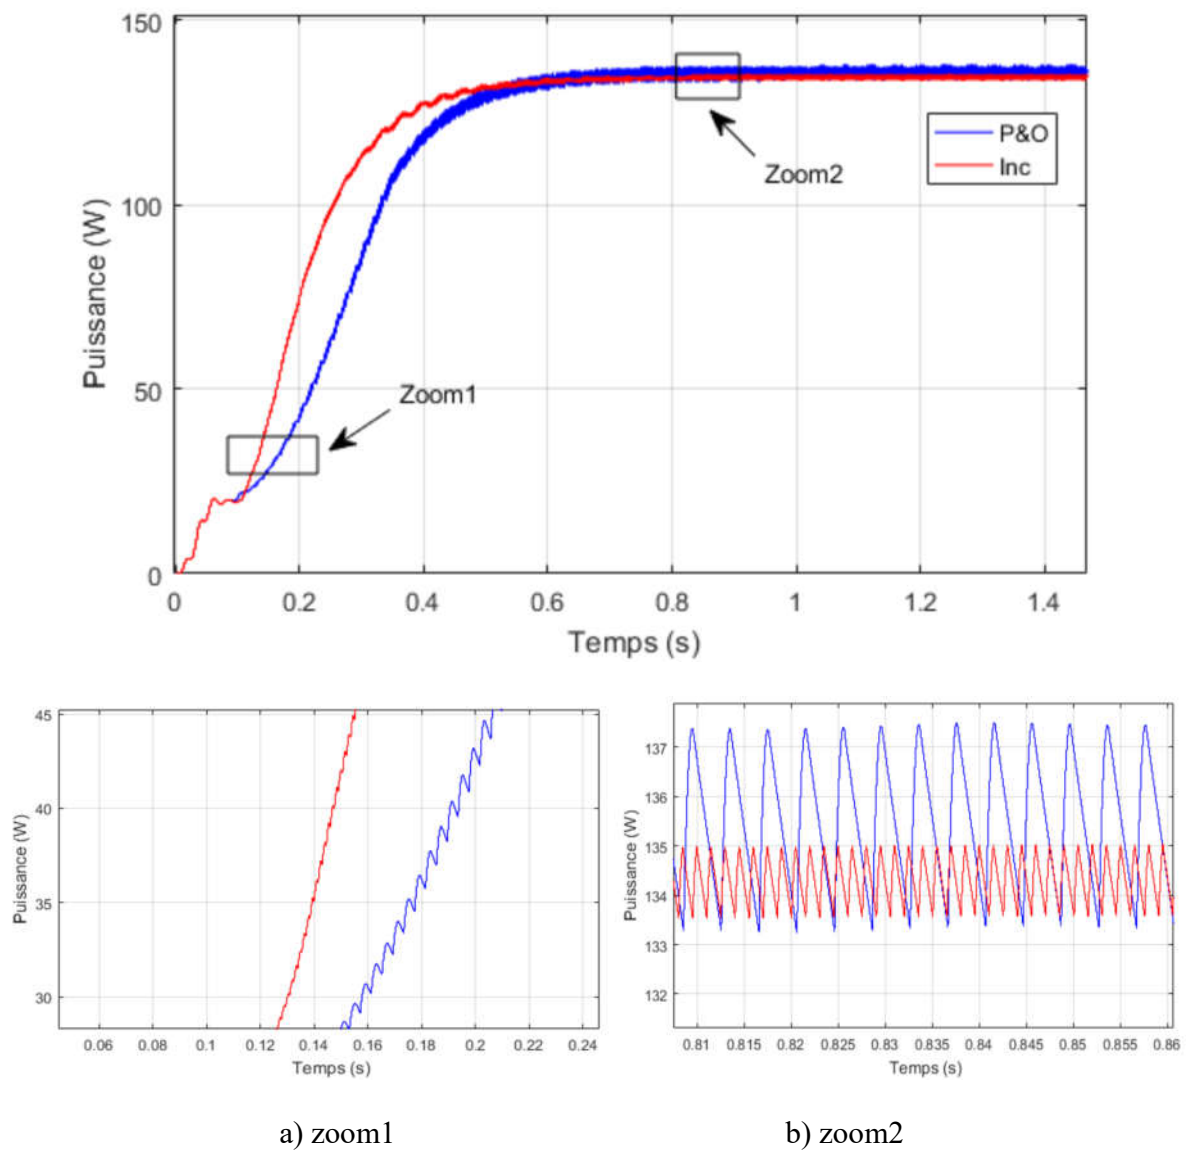 150
100
50
0
Puissance (W)
P&O
Inc
Zoom2
Zoom1
0 0.2 0.4 0.6 0.8 1 1.2 1.4
Temps (s)
45
40
35
30
Puissance (W)
0.06 0.08 0.1 0.12 0.14 0.16 0.18 0.2 0.22 0.24
Temps (s)
137
136
135
134
133
132
Puissance (W)
0.81 0.815 0.82 0.825 0.83 0.835 0.84 0.845 0.85 0.855 0.86
Temps (s)
a) zoom1
b) zoom2